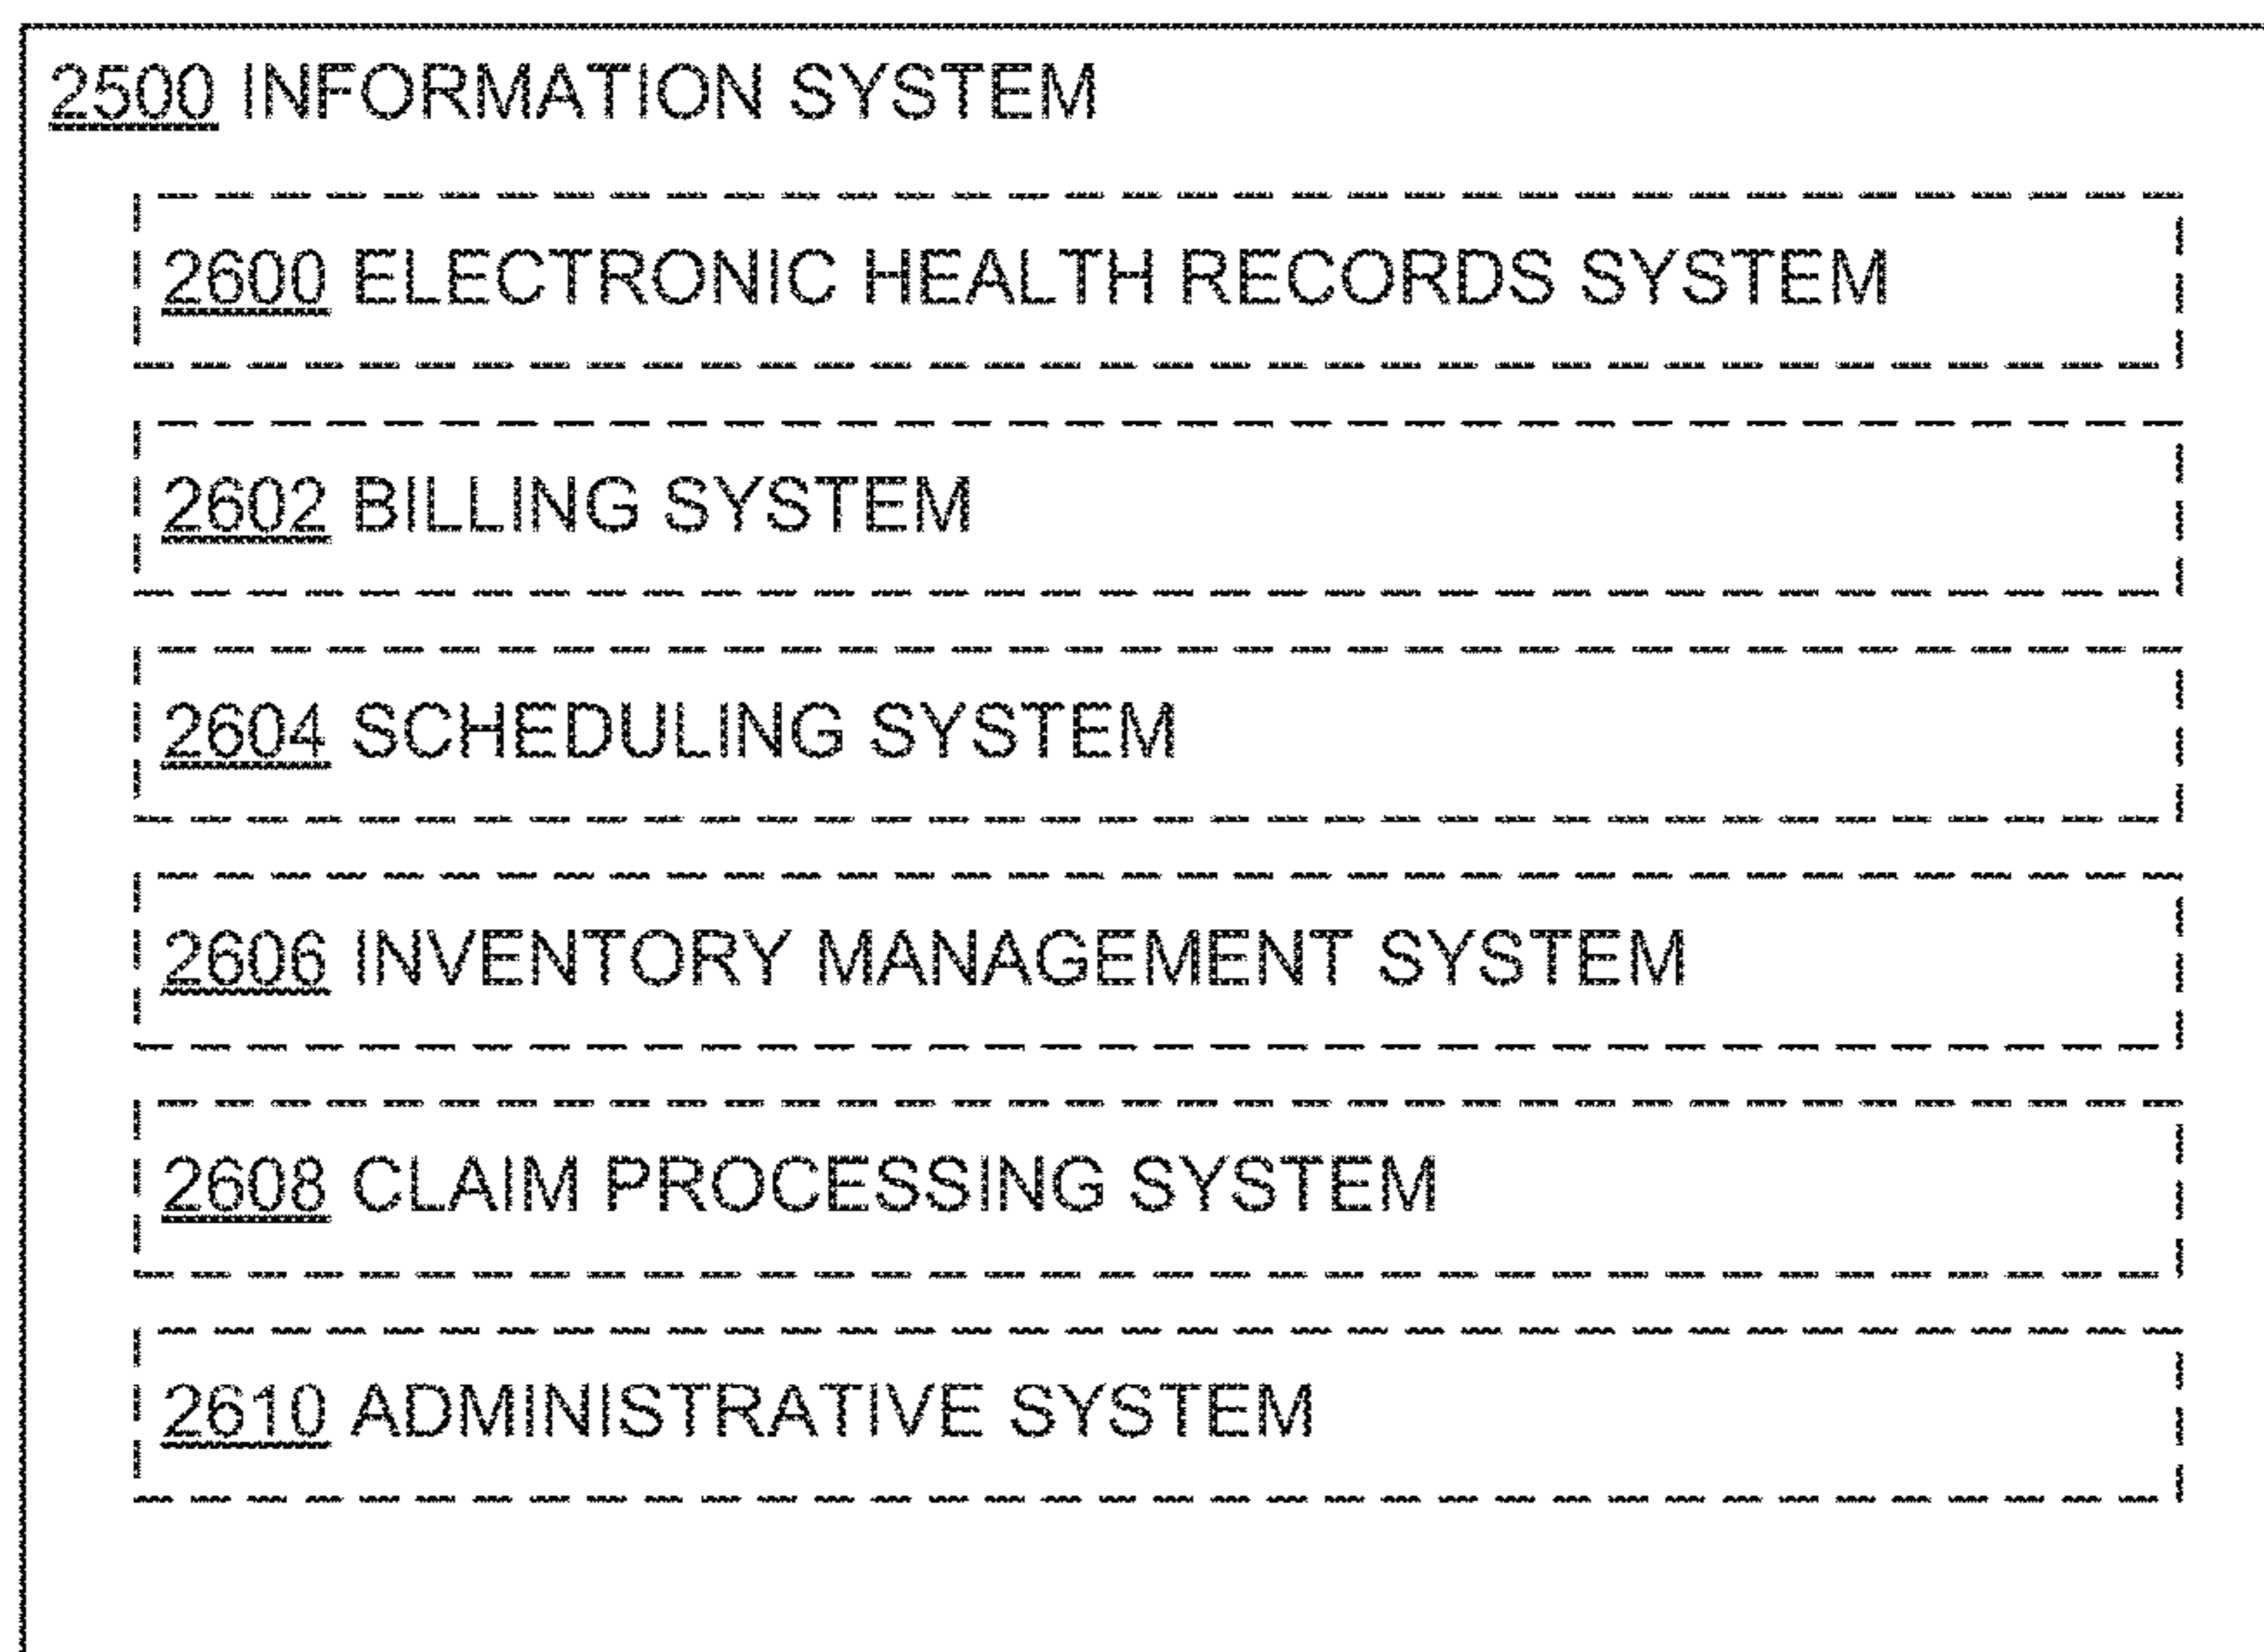 2500 INFORMATION SYSTEM
2600 ELECTRONIC HEALTH RECORDS SYSTEM
2602 BILLING SYSTEM
2604 SCHEDULING SYSTEM
2606 INVENTORY MANAGEMENT SYSTEM
2608 CLAIM PROCESSING SYSTEM
2610 ADMINISTRATIVE SYSTEM